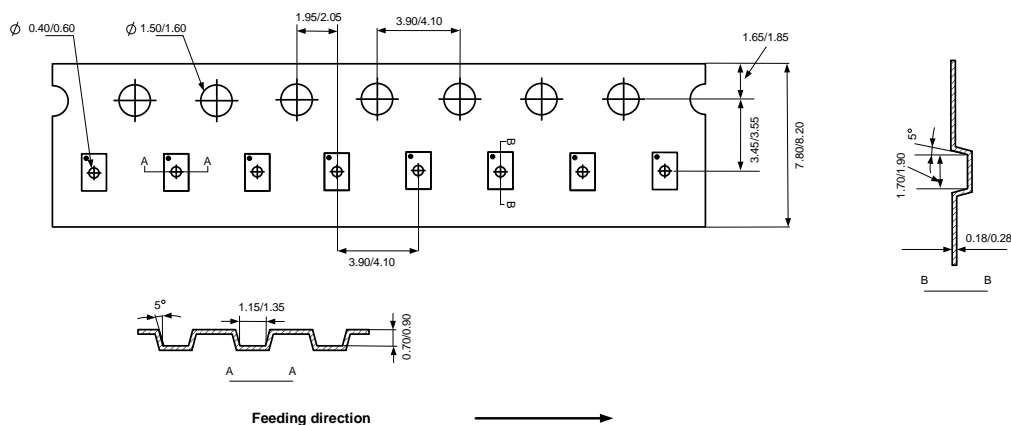 1.95/2.05
3.90/4.10
ϕ 0.40/0.60
ϕ 1.50/1.60
1.65/1.85
3.45/3.55
7.80/8.20
A A
B
B
3.90/4.10
5°
1.70/1.90
0.18/0.28
B B
5°
1.15/1.35
0.70/0.90
A A
Feeding direction